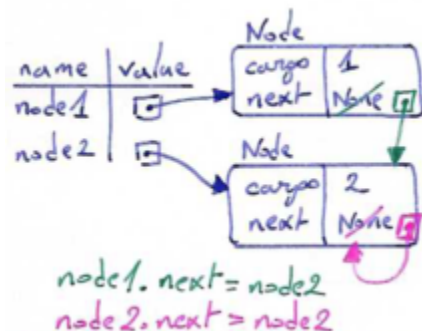 Node
name value
cargo 1
next None
node1
node2
Node
cargo 2
next None
node1.next = node2
node2.next = node2